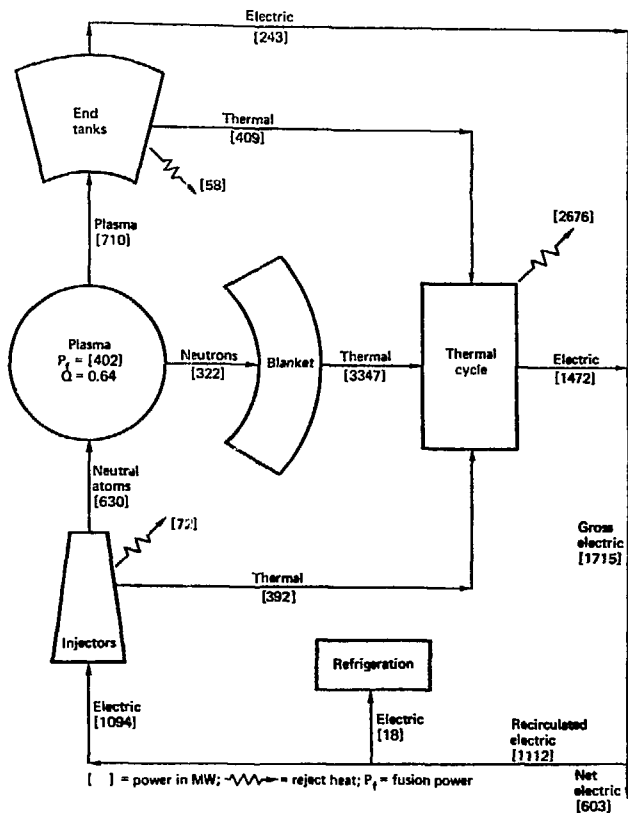 Electric
[243]
End
tanks
Thermal
[409]
[58]
[2676]
Plasma
[710]
Plasma
P_f = [402]
Q = 0.64
Neutrons
[322]
Blanket
Thermal
[3347]
Thermal
cycle
Electric
[1472]
Neutral
atoms
[630]
[72]
Gross
electric
[1715]
Thermal
[392]
Injectors
Refrigeration
Electric
[1094]
Electric
[18]
Recirculated
electric
[1112]
[ ] = power in MW; = reject heat; P_f = fusion power
Net
electric
[603]